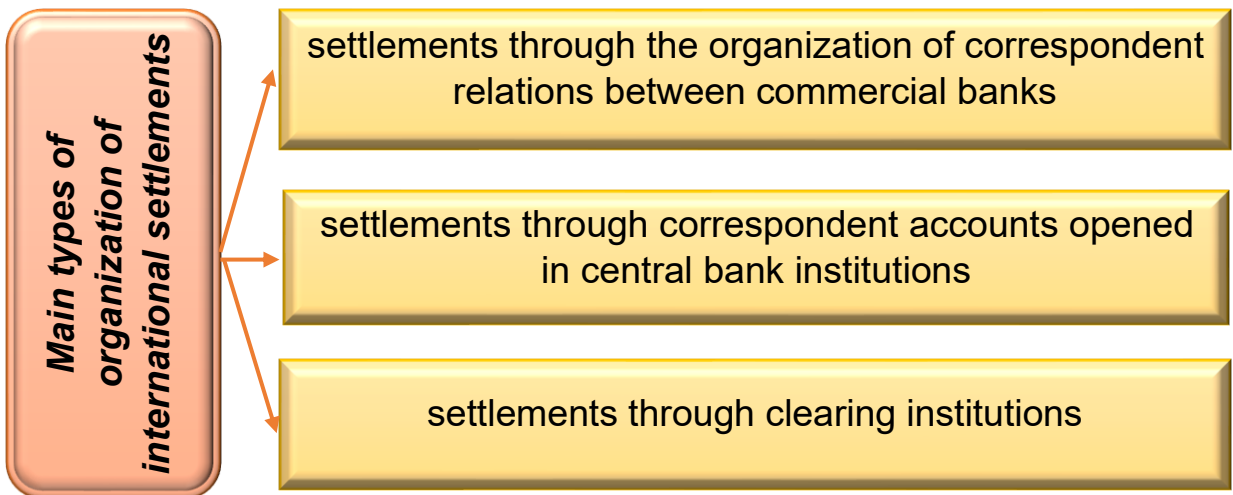 Main types of
organization of
international settlements
settlements through the organization of correspondent
relations between commercial banks
settlements through correspondent accounts opened
in central bank institutions
settlements through clearing institutions